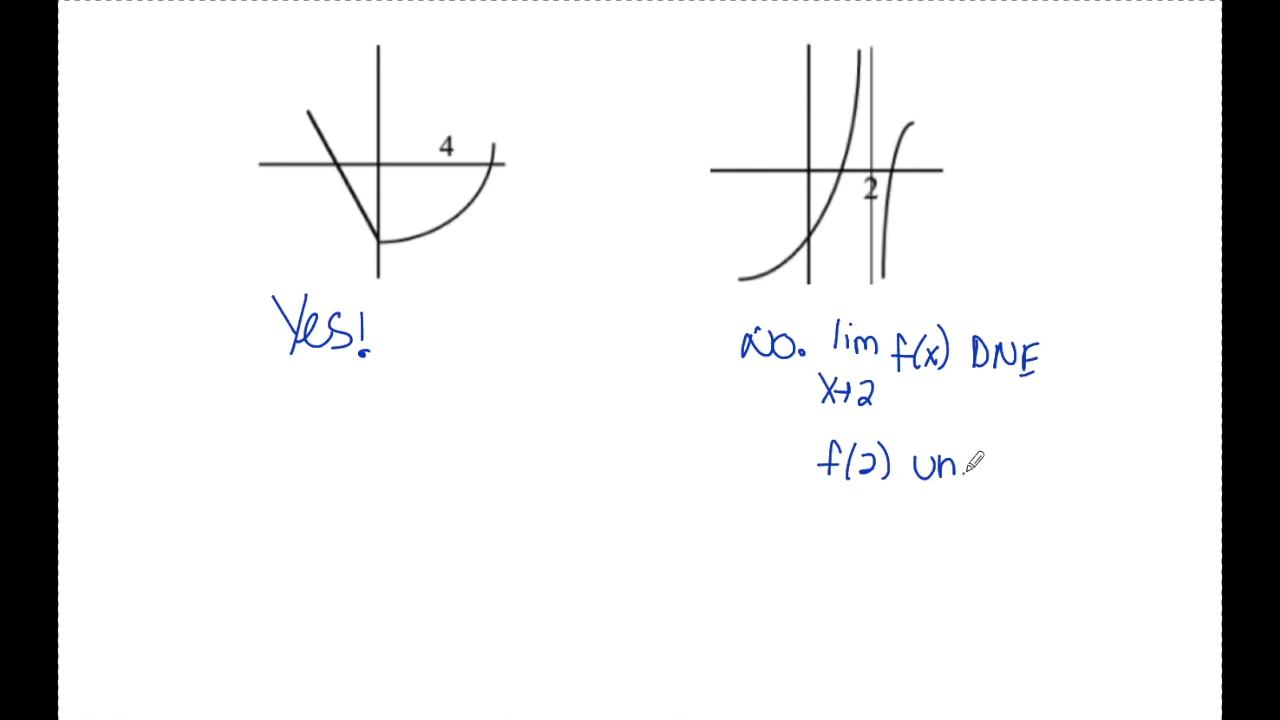 4
2
Yes!
No. lim f(x) DNE
x→2
f(2) un.